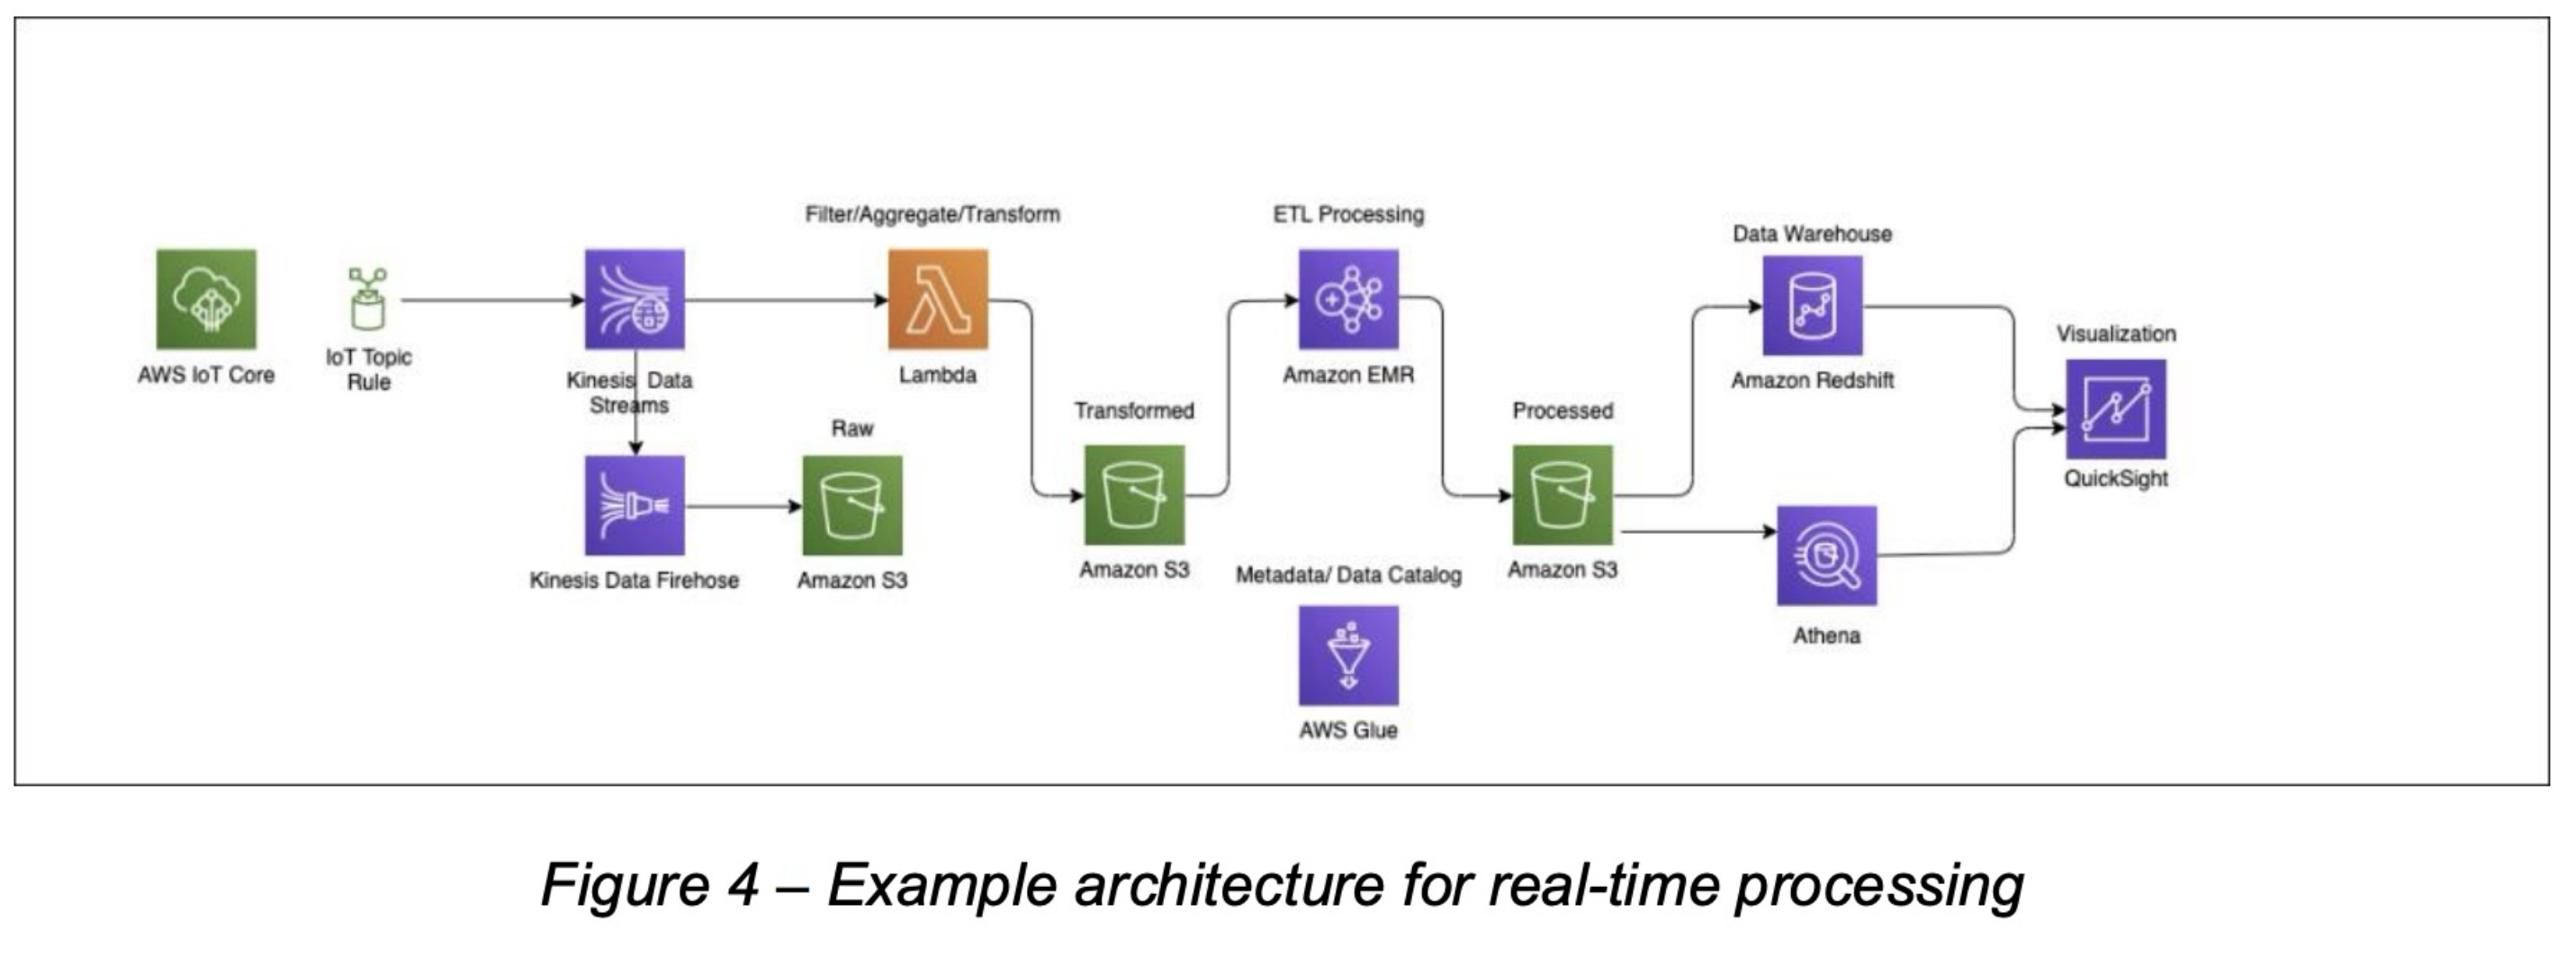 AWS IoT Core
IoT Topic
Rule
Kinesis Data
Streams
Kinesis Data Firehose
Raw
Amazon S3
Filter/Aggregate/Transform
Lambda
Transformed
Amazon S3
ETL Processing
Amazon EMR
Metadata/ Data Catalog
AWS Glue
Processed
Amazon S3
Data Warehouse
Amazon Redshift
Athena
Visualization
QuickSight
Figure 4 – Example architecture for real-time processing